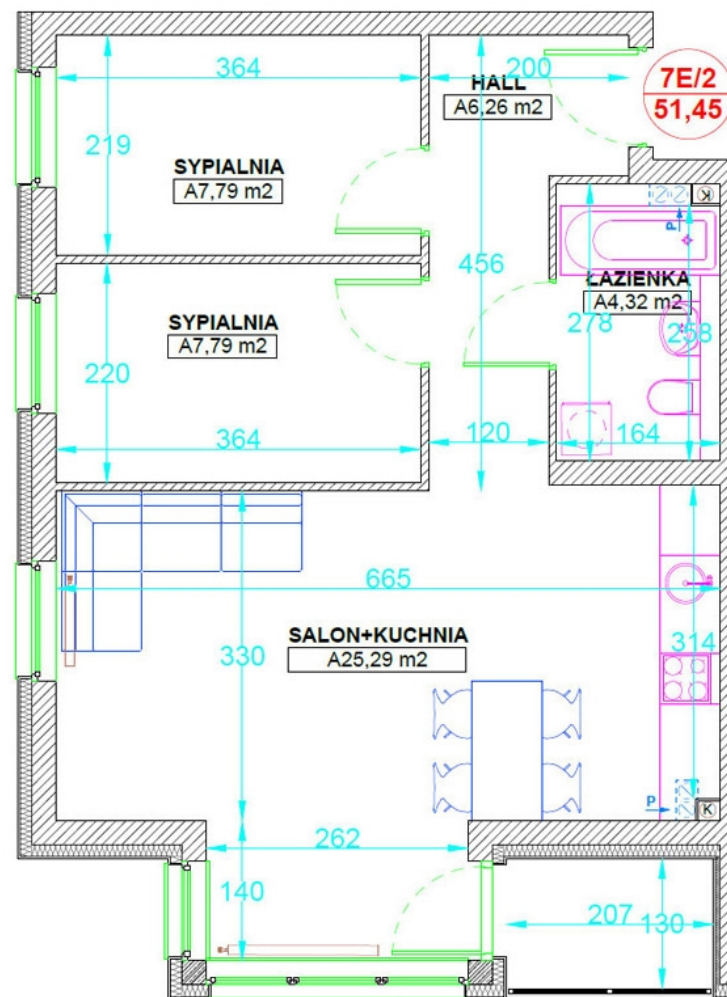 364
200
HALL
A6,26 m2
7E/2
51,45
219
SYPIALNIA
A7,79 m2
K
P
456
ŁAZIENKA
A4,32 m2
278
258
SYPIALNIA
A7,79 m2
220
364
120
164
665
SALON+KUCHNIA
A25,29 m2
330
314
P
K
262
140
207
130